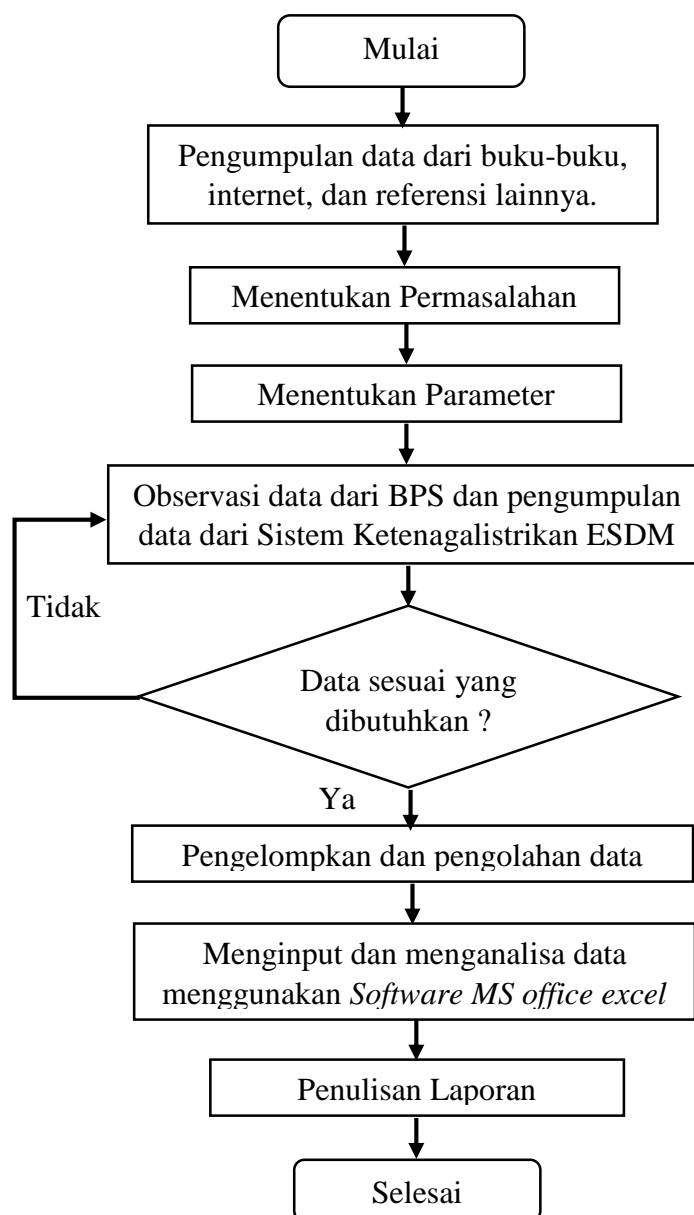 Mulai
Pengumpulan data dari buku-buku,
internet, dan referensi lainnya.
Menentukan Permasalahan
Menentukan Parameter
Observasi data dari BPS dan pengumpulan
data dari Sistem Ketenagalistrikan ESDM
Tidak
Data sesuai yang
dibutuhkan ?
Ya
Pengelompkan dan pengolahan data
Menginput dan menganalisa data
menggunakan Software MS office excel
Penulisan Laporan
Selesai